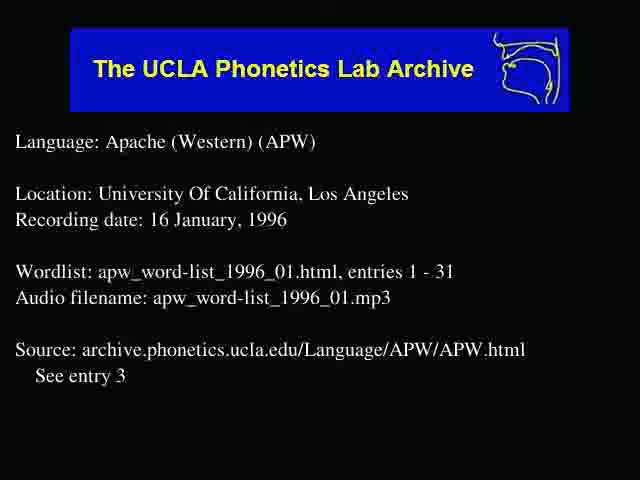 The UCLA Phonetics Lab Archive
Language: Apache (Western) (APW)
Location: University Of California, Los Angeles
Recording date: 16 January, 1996
Wordlist: apw_word-list_1996_01.html, entries 1 - 31
Audio filename: apw_word-list_1996_01.mp3
Source: archive.phonetics.ucla.edu/Language/APW/APW.html
See entry 3